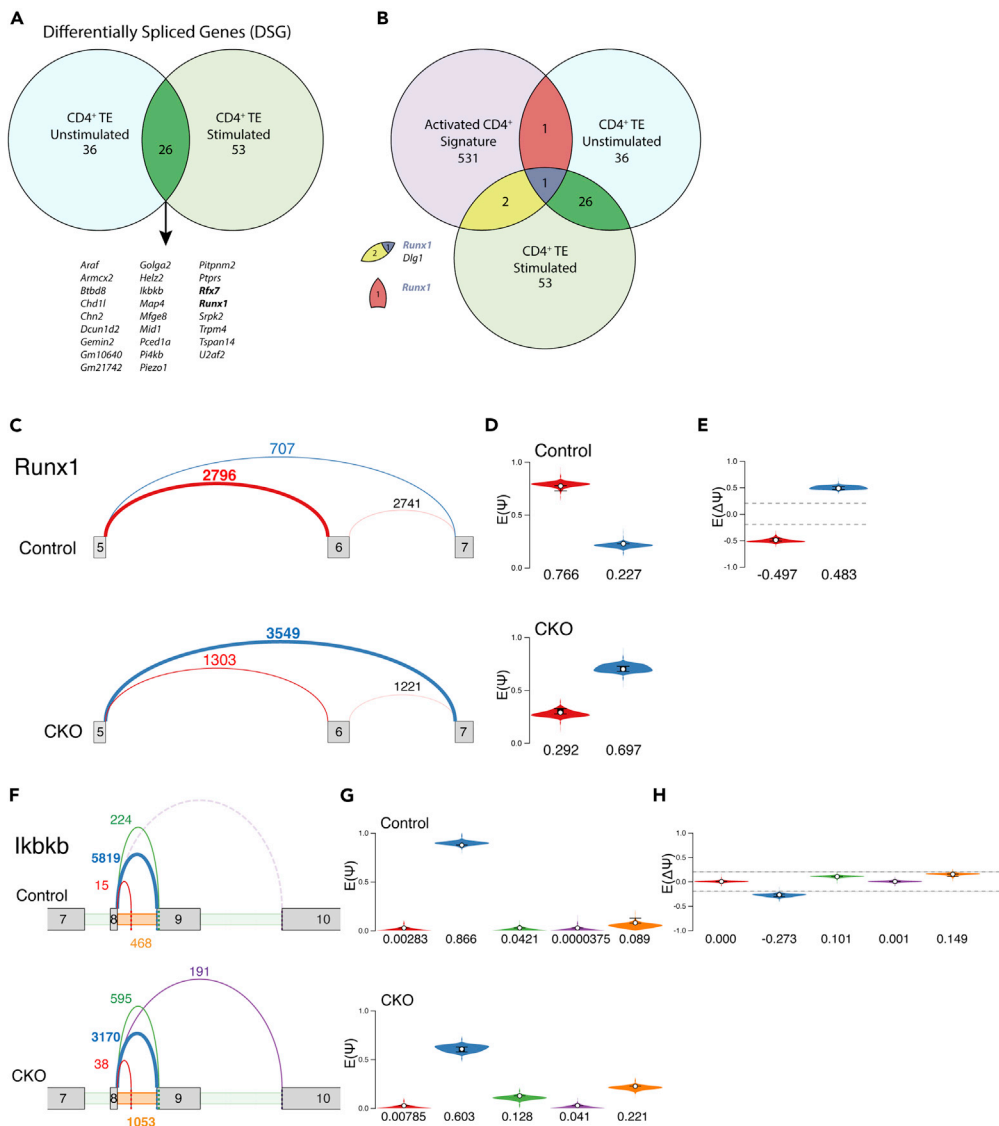 A
Differentially Spliced Genes (DSG)
CD4+ TE
Unstimulated
36
26
CD4+ TE
Stimulated
53
Araf
Armcx2
Btbd8
Chd1l
Chn2
Dcun1d2
Gemin2
Gm10640
Gm21742
Golga2
Helz2
Ikbkb
Map4
Mfge8
Mid1
Pced1a
Pi4kb
Piezo1
Pitpnm2
Ptprs
Rfx7
Runx1
Srpk2
Trpm4
Tspan14
U2af2
B
Activated CD4+
Signature
531
1
CD4+ TE
Unstimulated
36
1
2
26
CD4+ TE
Stimulated
53
2
1
Runx1
Dlg1
1
Runx1
C
Runx1
Control
707
2796
2741
5
6
7
CKO
3549
1303
1221
5
6
7
D
Control
E(Ψ)
1.0
0.5
0.0
0.766
0.227
CKO
E(Ψ)
1.0
0.5
0.0
0.292
0.697
E
E(ΔΨ)
1.0
0.5
0.0
-0.5
-1.0
-0.497
0.483
F
Ikbkb
Control
224
5819
15
468
7
8
9
10
CKO
191
595
3170
38
1053
7
8
9
10
G
Control
E(Ψ)
1.0
0.5
0.0
0.00283
0.866
0.0421
0.0000375
0.089
CKO
E(Ψ)
1.0
0.5
0.0
0.00785
0.603
0.128
0.041
0.221
H
E(ΔΨ)
1.0
0.5
0.0
-0.5
-1.0
0.000
-0.273
0.101
0.001
0.149